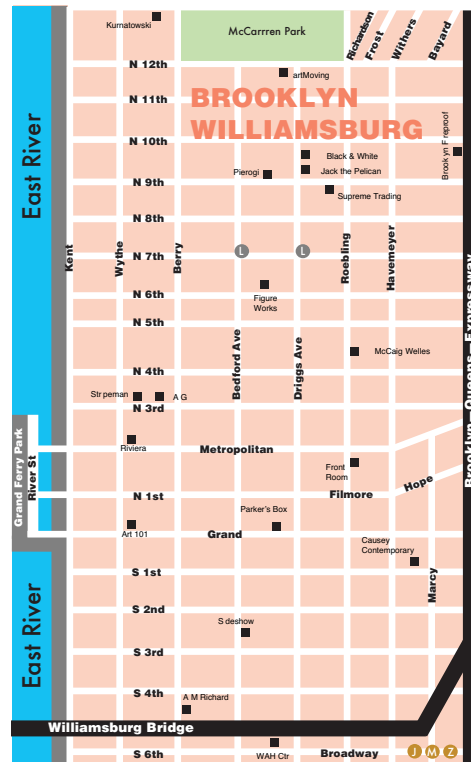 Kurnatowski
McCarrren Park
Richardson
Frost
Withers
Bayard
N 12th
artMoving
BROOKLYN
WILLIAMSBURG
N 11th
N 10th
East River
Black & White
Jack the Pelican
Pierogi
Brook yn F reproof
N 9th
Supreme Trading
N 8th
Kent
Wythe
Berry
N 7th
L
L
Roebling
Havemeyer
Brooklyn - Queens - Expressway
N 6th
Figure
Works
N 5th
Bedford Ave
Driggs Ave
McCaig Welles
N 4th
Str peman
A G
N 3rd
Grand Ferry Park
River St
Riviera
Metropolitan
Front
Room
Hope
N 1st
Filmore
Parker's Box
Art 101
Grand
Causey
Contemporary
S 1st
Marcy
East River
S 2nd
S deshow
S 3rd
S 4th
A M Richard
Williamsburg Bridge
S 6th
WAH Ctr
Broadway
J M Z